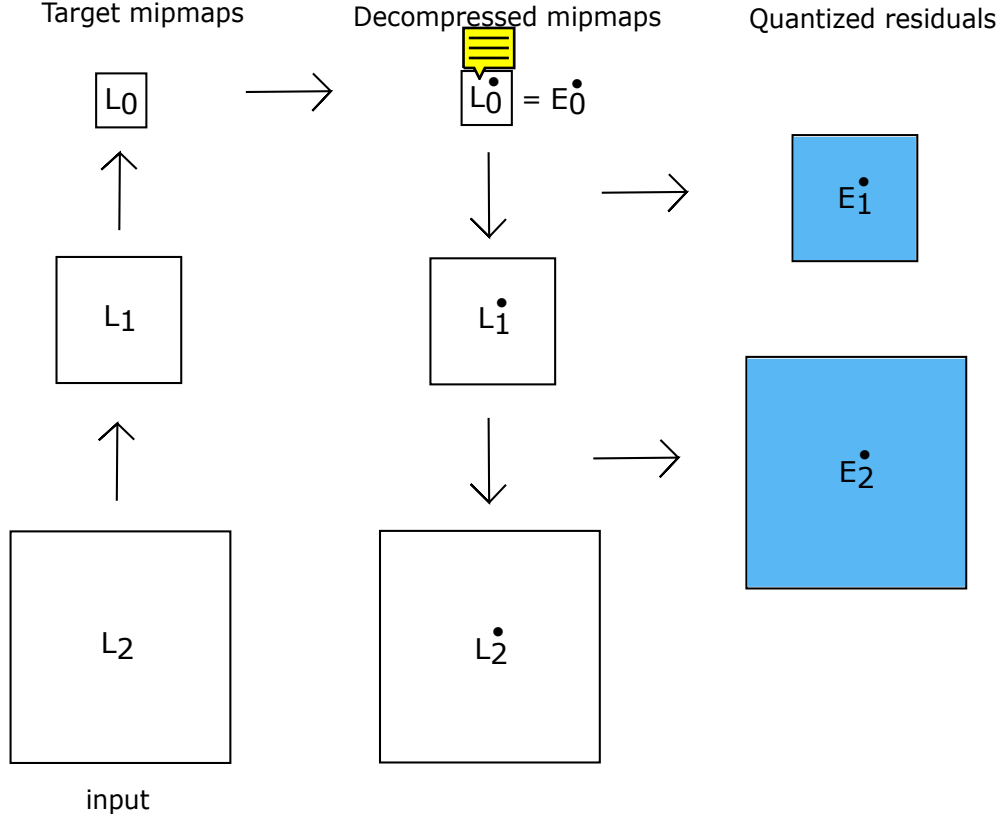 Target mipmaps
Decompressed mipmaps
Quantized residuals
L0
L0• = E0•
E1•
L1
L1•
E2•
L2
L2•
input